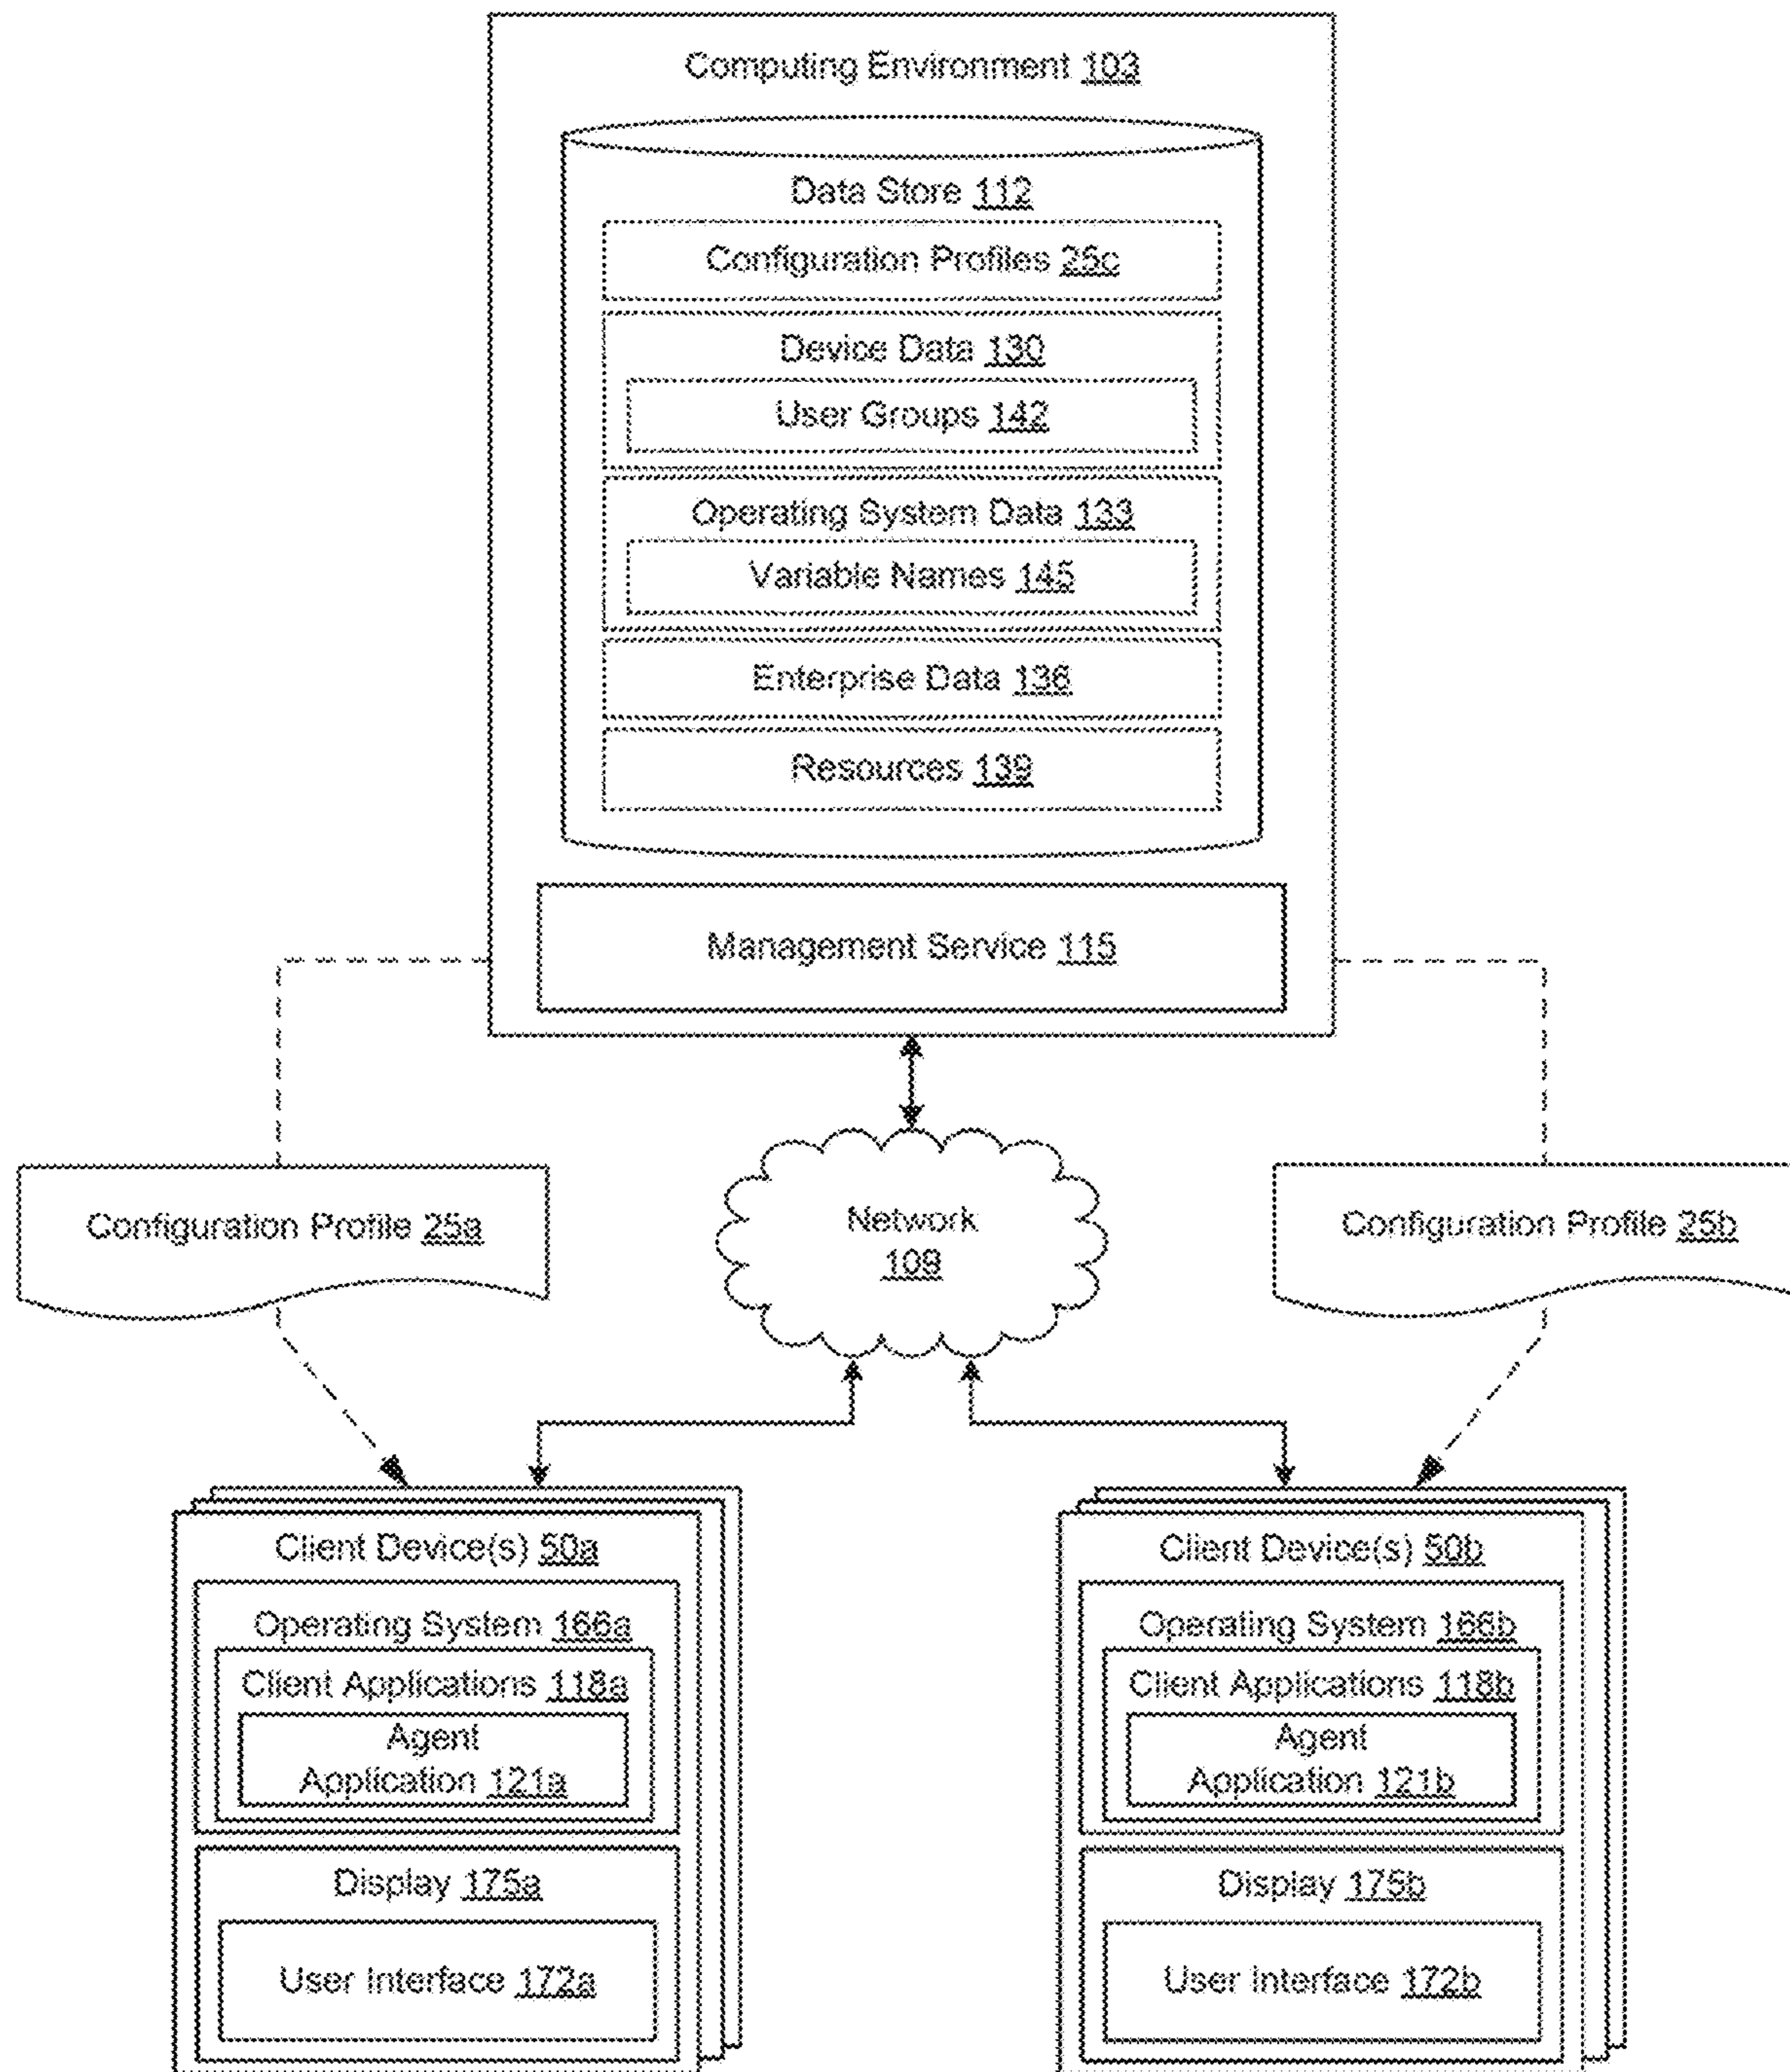 Computing Environment 103
Data Store 112
Configuration Profiles 25c
Device Data 130
User Groups 142
Operating System Data 133
Variable Names 145
Enterprise Data 136
Resources 139
Management Service 115
Configuration Profile 25a
Network
109
Configuration Profile 25b
Client Device(s) 50a
Operating System 166a
Client Applications 118a
Agent
Application 121a
Display 175a
User Interface 172a
Client Device(s) 50b
Operating System 166b
Client Applications 118b
Agent
Application 121b
Display 175b
User Interface 172b